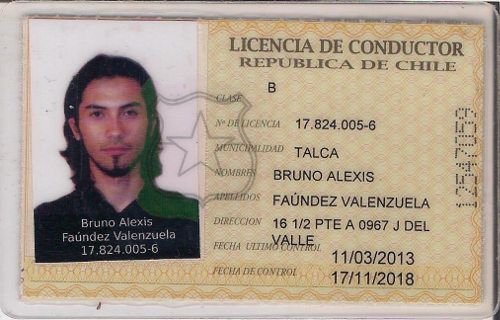 LICENCIA DE CONDUCTOR
REPUBLICA DE CHILE
CLASE B
Nº DE LICENCIA 17.824.005-6
MUNICIPALIDAD TALCA
NOMBRES BRUNO ALEXIS
APELLIDOS FAÚNDEZ VALENZUELA
DIRECCION 16 1/2 PTE A 0967 J DEL
VALLE
FECHA ULTIMO CONTROL 11/03/2013
FECHA DE CONTROL 17/11/2018
Bruno Alexis
Faúndez Valenzuela
17.824.005-6
12547059